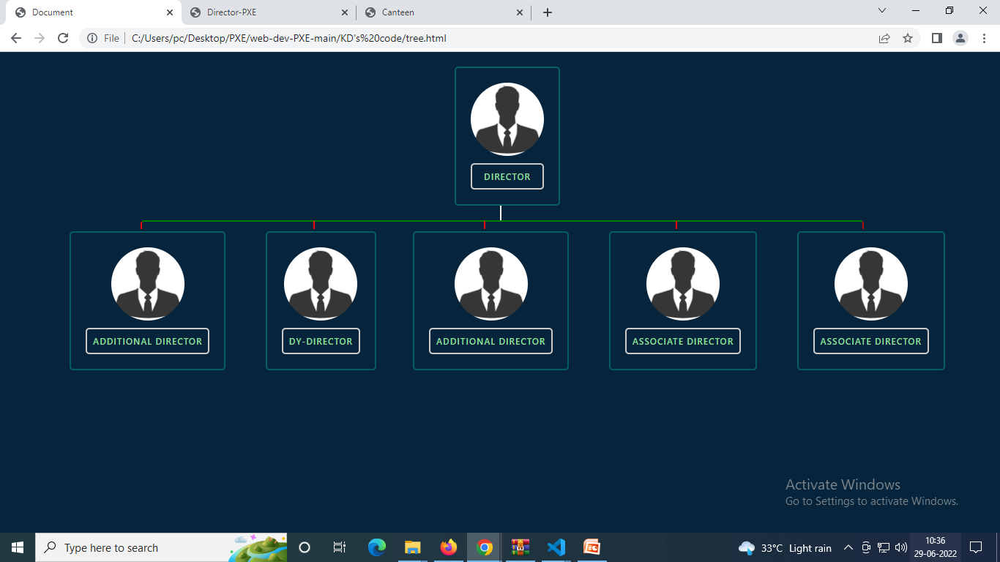 Document
Director-PXE
Canteen
File
C:/Users/pc/Desktop/PXE/web-dev-PXE-main/KD's%20code/tree.html
DIRECTOR
ADDITIONAL DIRECTOR
DY-DIRECTOR
ADDITIONAL DIRECTOR
ASSOCIATE DIRECTOR
ASSOCIATE DIRECTOR
Activate Windows
Go to Settings to activate Windows.
Type here to search
33°C Light rain
10:36
29-06-2022